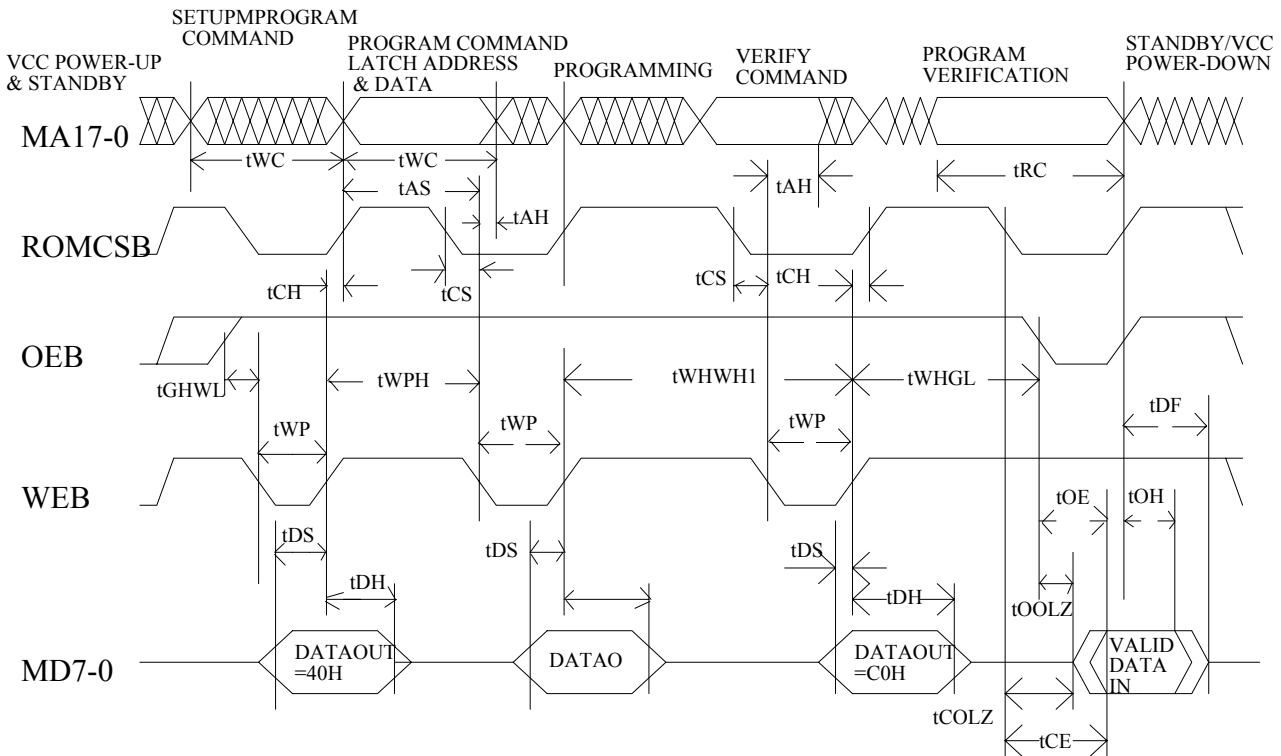 VCC POWER-UP
& STANDBY
SETUPMPROGRAM
COMMAND
PROGRAM COMMAND
LATCH ADDRESS
& DATA
PROGRAMMING
VERIFY
COMMAND
PROGRAM
VERIFICATION
STANDBY/VCC
POWER-DOWN
MA17-0
tWC
tWC
tRC
tAS
tAH
tAH
ROMCSB
tCH
tCS
tCS
tCH
OEB
tGHWL
tWPH
tWHWH1
tWHGL
tDF
tWP
tWP
tWP
WEB
tOE
tOH
tDS
tDS
tDS
tDH
tDH
tOOLZ
MD7-0
DATAOUT
=40H
DATAO
DATAOUT
=C0H
VALID
DATA
IN
tCOLZ
tCE